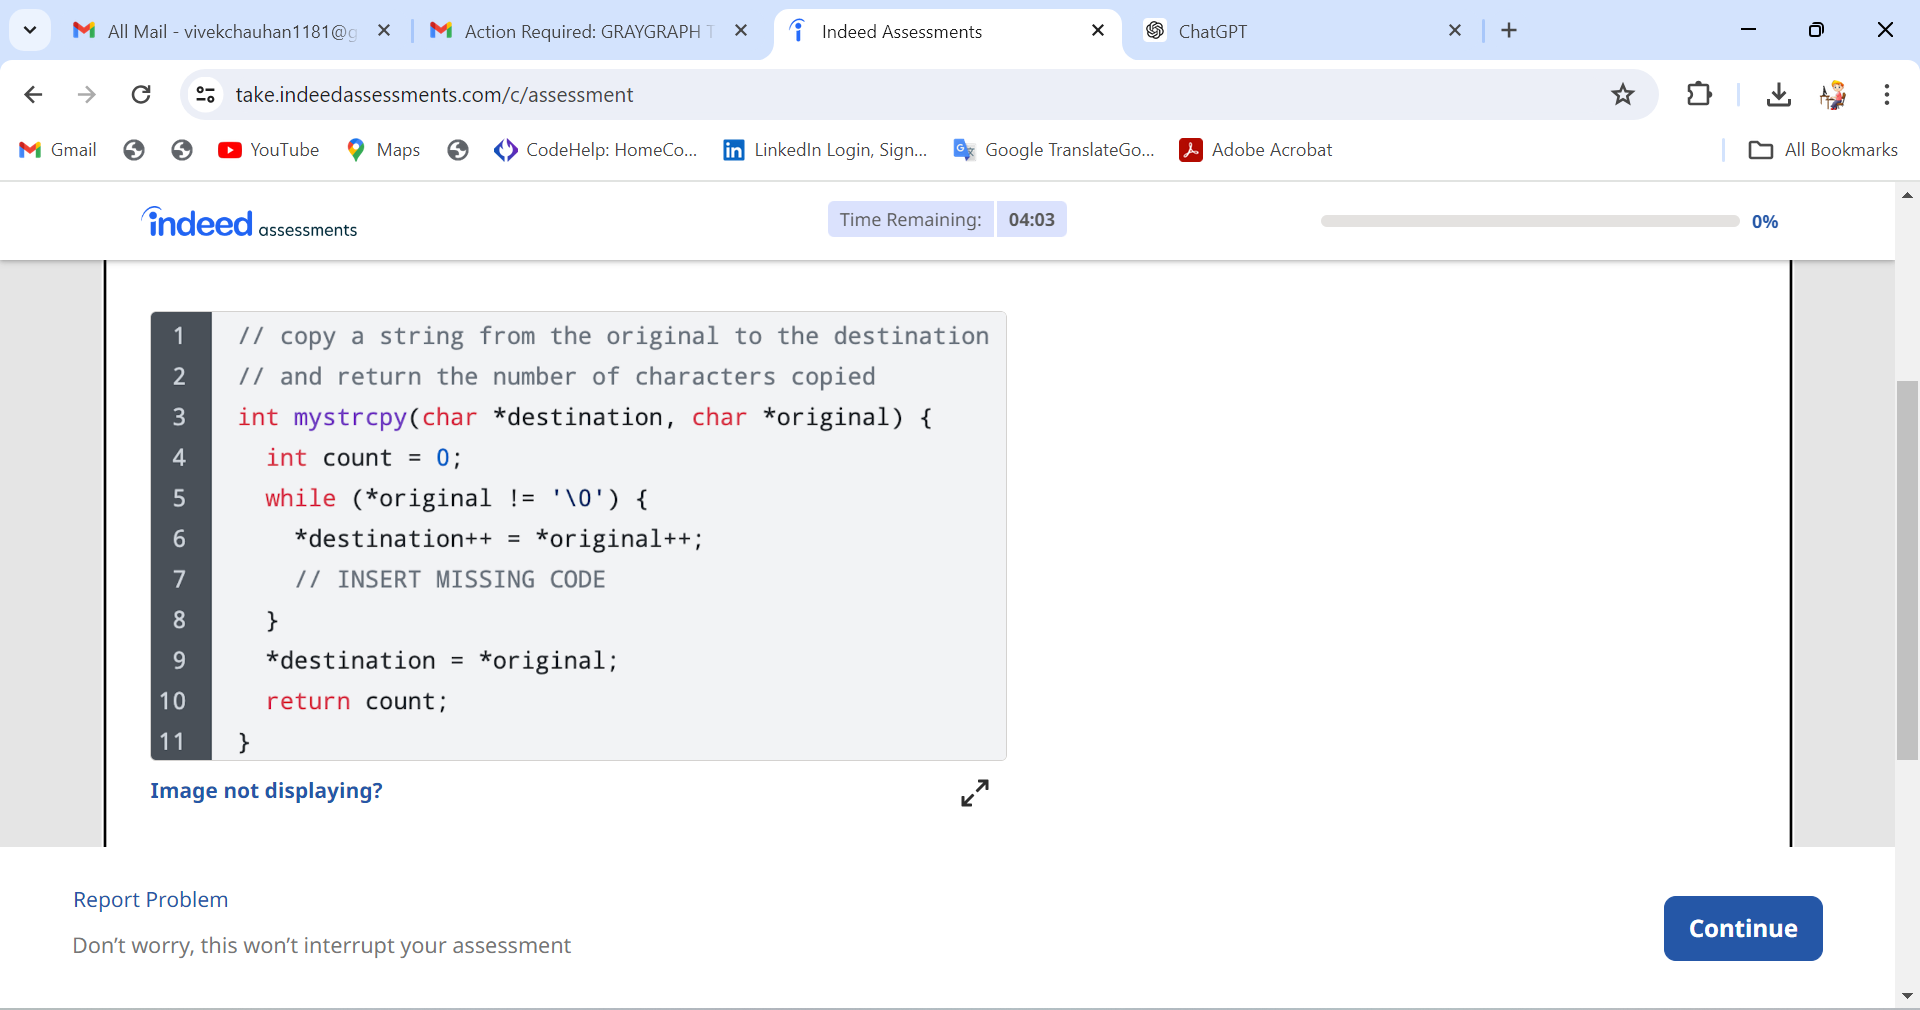 All Mail - vivekchauhan1181@g
Action Required: GRAYGRAPH T
Indeed Assessments
ChatGPT
take.indeedassessments.com/c/assessment
Gmail
YouTube
Maps
CodeHelp: HomeCo...
LinkedIn Login, Sign...
Google TranslateGo...
Adobe Acrobat
All Bookmarks
indeed assessments
Time Remaining: 04:03
0%
1 // copy a string from the original to the destination
2 // and return the number of characters copied
3 int mystrcpy(char *destination, char *original) {
4 int count = 0;
5 while (*original != '\0') {
6 *destination++ = *original++;
7 // INSERT MISSING CODE
8 }
9 *destination = *original;
10 return count;
11 }
Image not displaying?
Report Problem
Don't worry, this won't interrupt your assessment
Continue